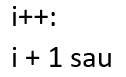 i++:
i + 1 sau